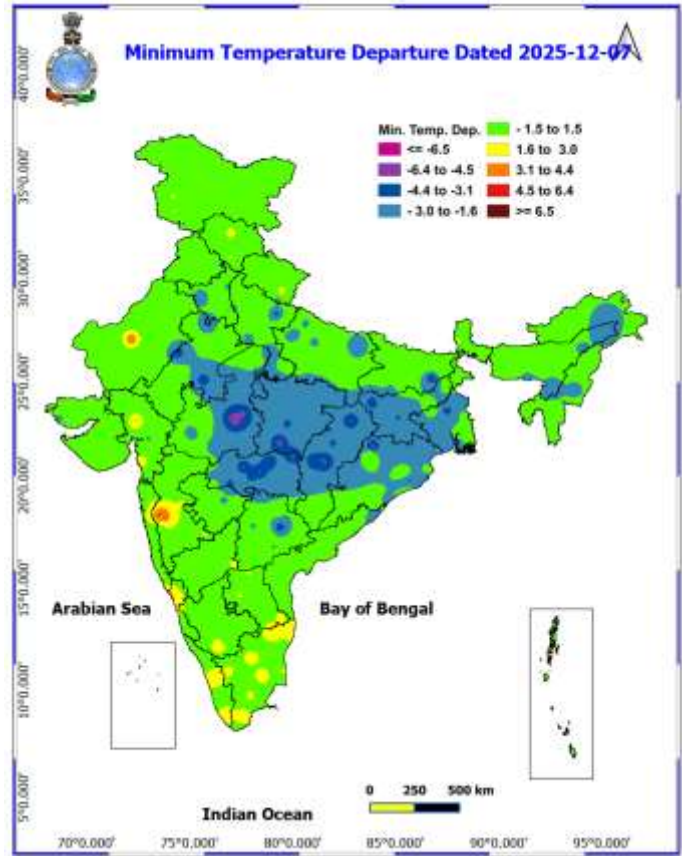 Minimum Temperature Departure Dated 2025-12-07
Min. Temp. Dep.
<= -6.5
-6.4 to -4.5
-4.4 to -3.1
- 3.0 to -1.6
- 1.5 to 1.5
1.6 to 3.0
3.1 to 4.4
4.5 to 6.4
>= 6.5
40°0.000'
35°0.000'
30°0.000'
25°0.000'
20°0.000'
15°0.000'
10°0.000'
5°0.000'
Arabian Sea
Bay of Bengal
Indian Ocean
0 250 500 km
70°0.000' 75°0.000' 80°0.000' 85°0.000' 90°0.000' 95°0.000'